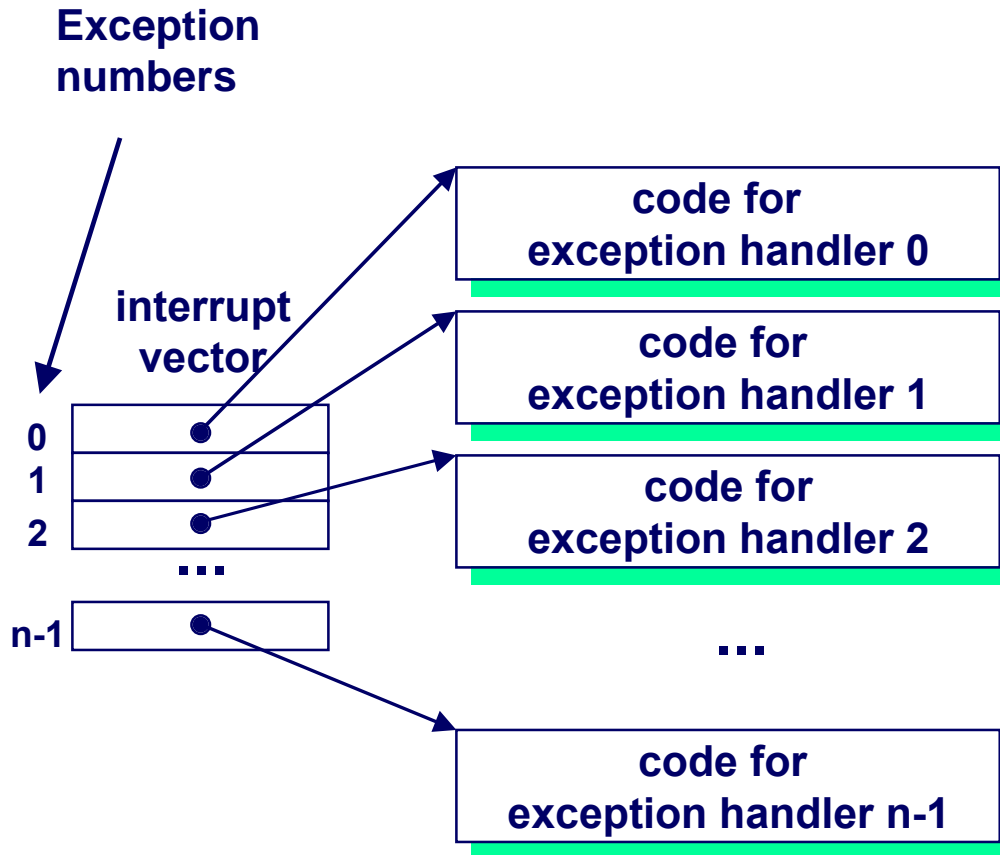 Exception
numbers
code for
exception handler 0
interrupt
vector
code for
exception handler 1
0
1
2
code for
exception handler 2
...
n-1
...
code for
exception handler n-1